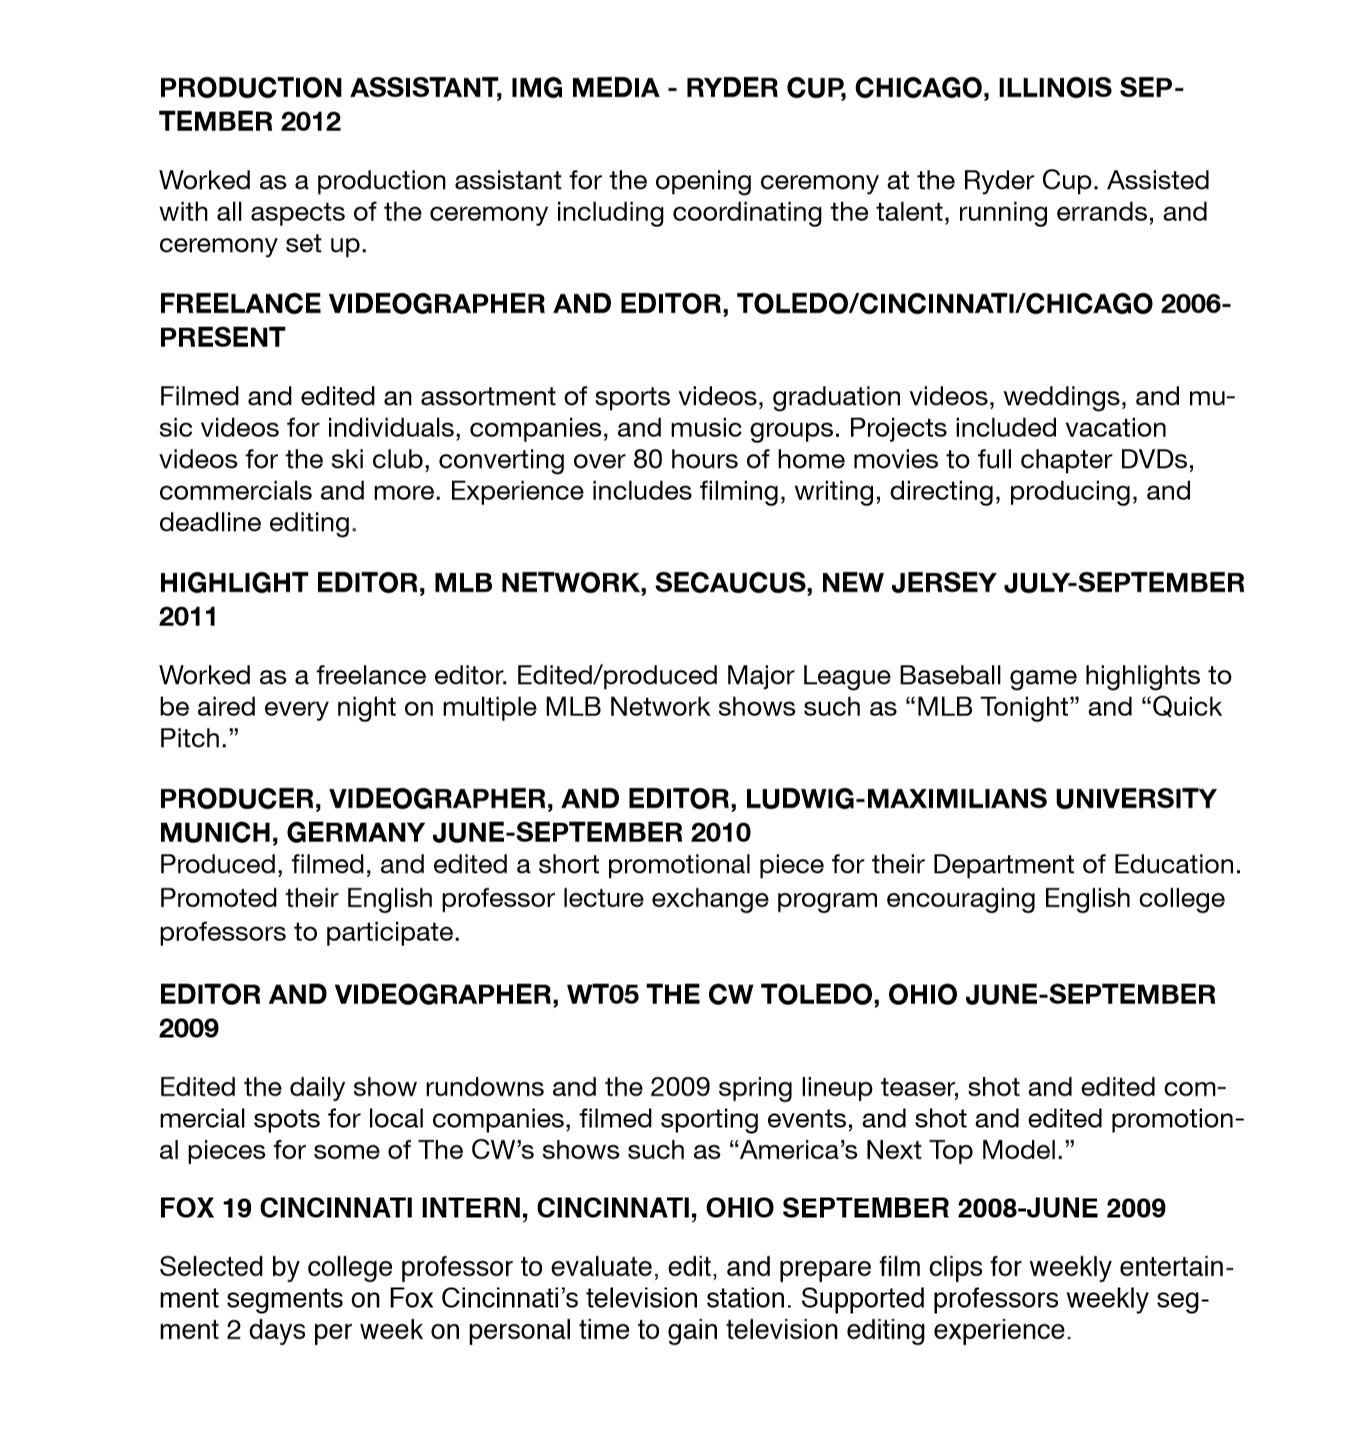 PRODUCTION ASSISTANT, IMG MEDIA - RYDER CUP, CHICAGO, ILLINOIS SEP-
TEMBER 2012
Worked as a production assistant for the opening ceremony at the Ryder Cup. Assisted
with all aspects of the ceremony including coordinating the talent, running errands, and
ceremony set up.
FREELANCE VIDEOGRAPHER AND EDITOR, TOLEDO/CINCINNATI/CHICAGO 2006-
PRESENT
Filmed and edited an assortment of sports videos, graduation videos, weddings, and mu-
sic videos for individuals, companies, and music groups. Projects included vacation
videos for the ski club, converting over 80 hours of home movies to full chapter DVDs,
commercials and more. Experience includes filming, writing, directing, producing, and
deadline editing.
HIGHLIGHT EDITOR, MLB NETWORK, SECAUCUS, NEW JERSEY JULY-SEPTEMBER
2011
Worked as a freelance editor. Edited/produced Major League Baseball game highlights to
be aired every night on multiple MLB Network shows such as “MLB Tonight” and “Quick
Pitch.”
PRODUCER, VIDEOGRAPHER, AND EDITOR, LUDWIG-MAXIMILIANS UNIVERSITY
MUNICH, GERMANY JUNE-SEPTEMBER 2010
Produced, filmed, and edited a short promotional piece for their Department of Education.
Promoted their English professor lecture exchange program encouraging English college
professors to participate.
EDITOR AND VIDEOGRAPHER, WT05 THE CW TOLEDO, OHIO JUNE-SEPTEMBER
2009
Edited the daily show rundowns and the 2009 spring lineup teaser, shot and edited com-
mercial spots for local companies, filmed sporting events, and shot and edited promotion-
al pieces for some of The CW’s shows such as “America’s Next Top Model.”
FOX 19 CINCINNATI INTERN, CINCINNATI, OHIO SEPTEMBER 2008-JUNE 2009
Selected by college professor to evaluate, edit, and prepare film clips for weekly entertain-
ment segments on Fox Cincinnati’s television station. Supported professors weekly seg-
ment 2 days per week on personal time to gain television editing experience.